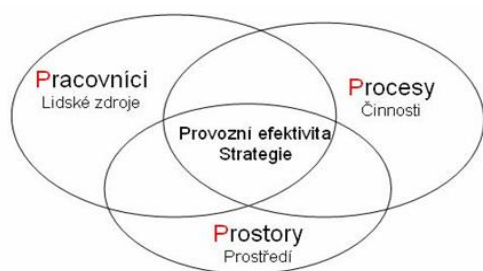 Pracovníci
Lidské zdroje
Procesy
Činnosti
Provozní efektivita
Strategie
Prostory
Prostředí